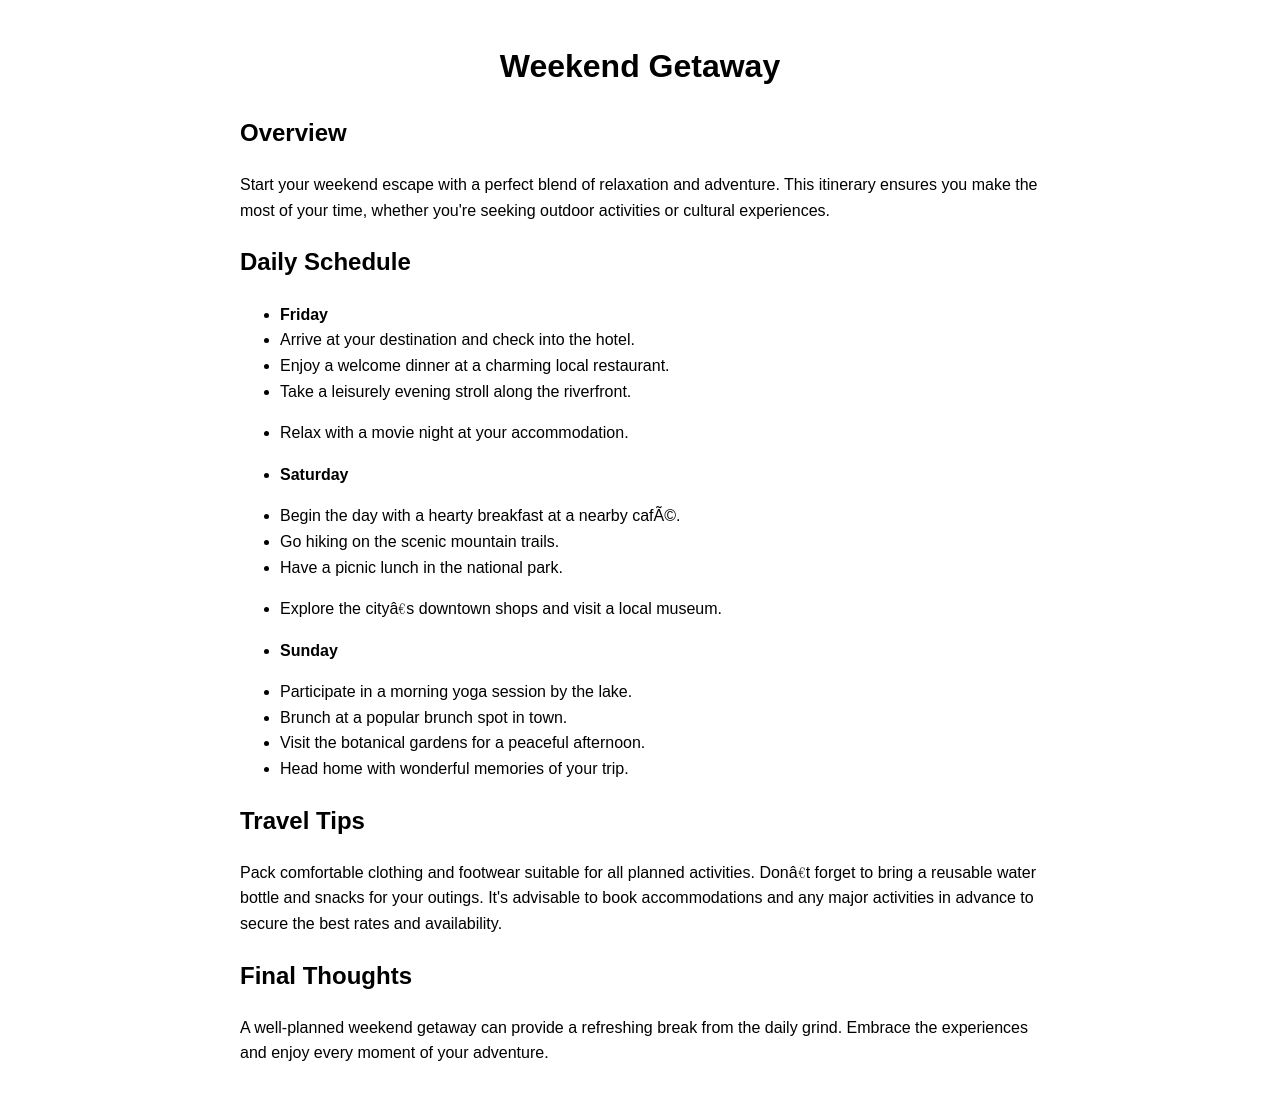 Weekend Getaway
Overview
Start your weekend escape with a perfect blend of relaxation and adventure. This itinerary ensures you make the
most of your time, whether you're seeking outdoor activities or cultural experiences.
Daily Schedule
• Friday
• Arrive at your destination and check into the hotel.
• Enjoy a welcome dinner at a charming local restaurant.
• Take a leisurely evening stroll along the riverfront.
• Relax with a movie night at your accommodation.
• Saturday
• Begin the day with a hearty breakfast at a nearby cafÃ©.
• Go hiking on the scenic mountain trails.
• Have a picnic lunch in the national park.
• Explore the cityâ€s downtown shops and visit a local museum.
• Sunday
• Participate in a morning yoga session by the lake.
• Brunch at a popular brunch spot in town.
• Visit the botanical gardens for a peaceful afternoon.
• Head home with wonderful memories of your trip.
Travel Tips
Pack comfortable clothing and footwear suitable for all planned activities. Donâ€t forget to bring a reusable water
bottle and snacks for your outings. It's advisable to book accommodations and any major activities in advance to
secure the best rates and availability.
Final Thoughts
A well-planned weekend getaway can provide a refreshing break from the daily grind. Embrace the experiences
and enjoy every moment of your adventure.